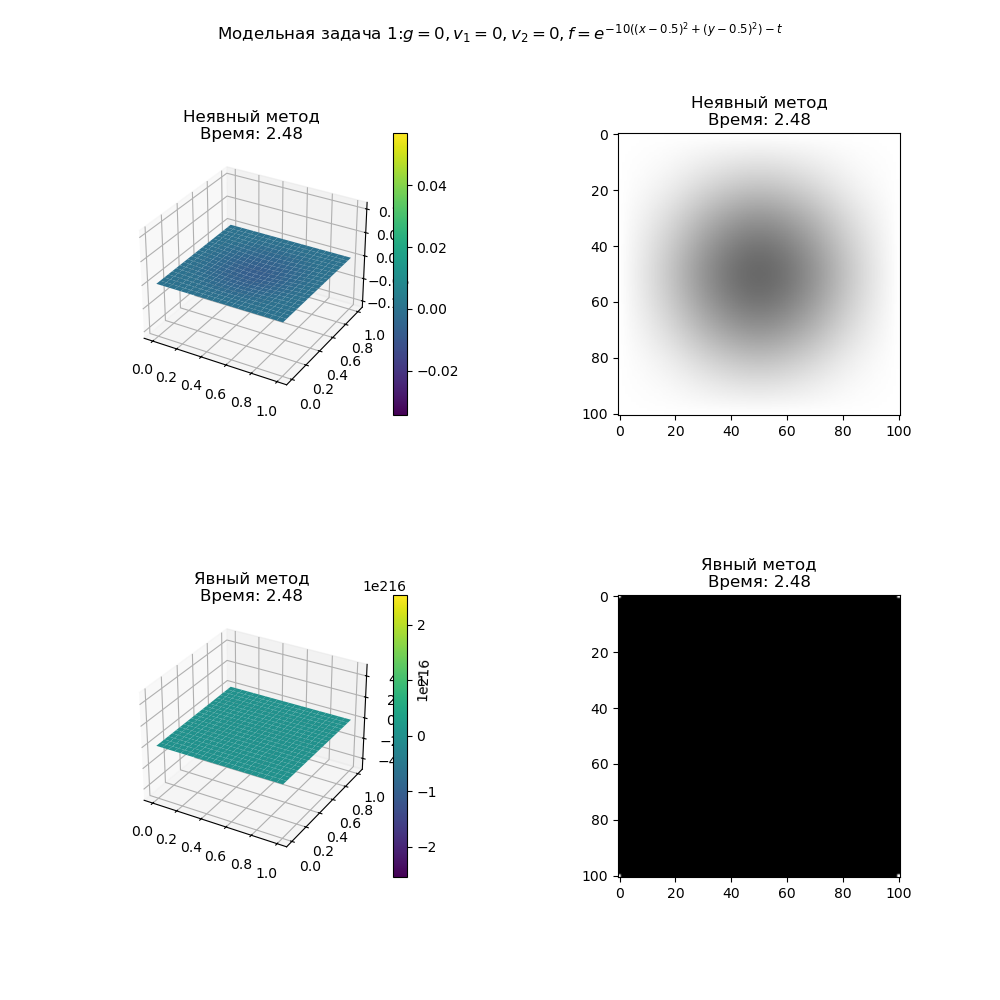 Модельная задача 1:$g = 0, v_1 = 0, v_2 = 0, f = e^{-10((x-0.5)^2+(y-0.5)^2)-t}$
Неявный метод
Время: 2.48
0.04
0.02
0.00
−0.02
0.0 0.2 0.4 0.6 0.8 1.0
0.0 0.2 0.4 0.6 0.8 1.0
Неявный метод
Время: 2.48
0
20
40
60
80
100
0 20 40 60 80 100
Явный метод
Время: 2.48
1e216
2
1
0
−1
−2
1e216
0.0 0.2 0.4 0.6 0.8 1.0
0.0 0.2 0.4 0.6 0.8 1.0
Явный метод
Время: 2.48
0
20
40
60
80
100
0 20 40 60 80 100